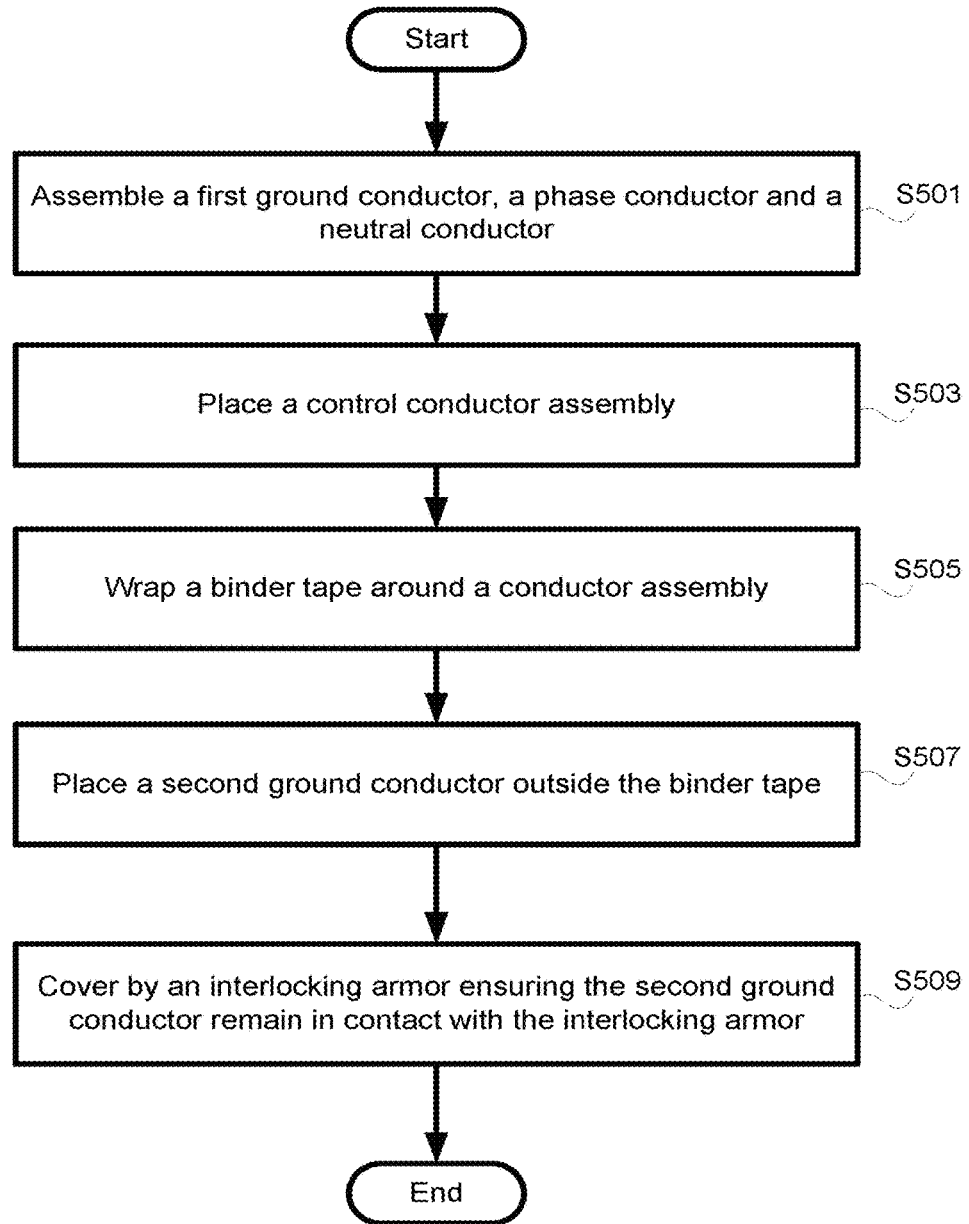 Start
Assemble a first ground conductor, a phase conductor and a
neutral conductor
S501
Place a control conductor assembly
S503
Wrap a binder tape around a conductor assembly
S505
Place a second ground conductor outside the binder tape
S507
Cover by an interlocking armor ensuring the second ground
conductor remain in contact with the interlocking armor
S509
End